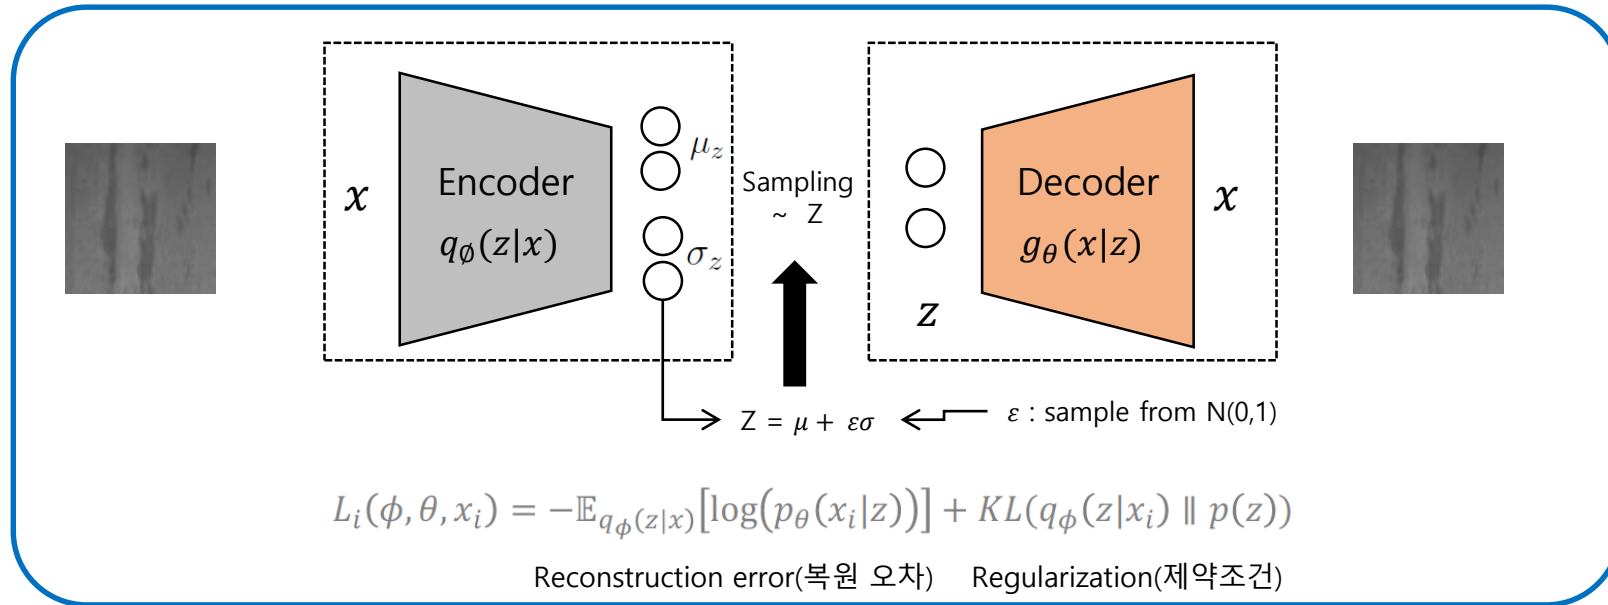 x
Encoder
q∅(z|x)
μz
σz
Sampling
~ Z
z
Decoder
gθ(x|z)
x
Z = μ + εσ
ε : sample from N(0,1)
Li(ϕ, θ, xi) = −𝔼qϕ(z|x)[log(pθ(xi|z))] + KL(qϕ(z|xi) ∥ p(z))
Reconstruction error(복원 오차) Regularization(제약조건)